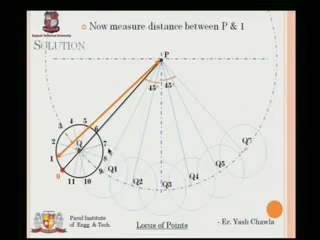 Now measure distance between P & 1
SOLUTION
P
45° 45°
4 5
3 6
2 Q 7
1 8
0 9
11 10
Q1
Q2
Q3
Q4
Q5
Parul Institute
of Engg & Tech.
Locus of Points
- Er. Yash Chawla